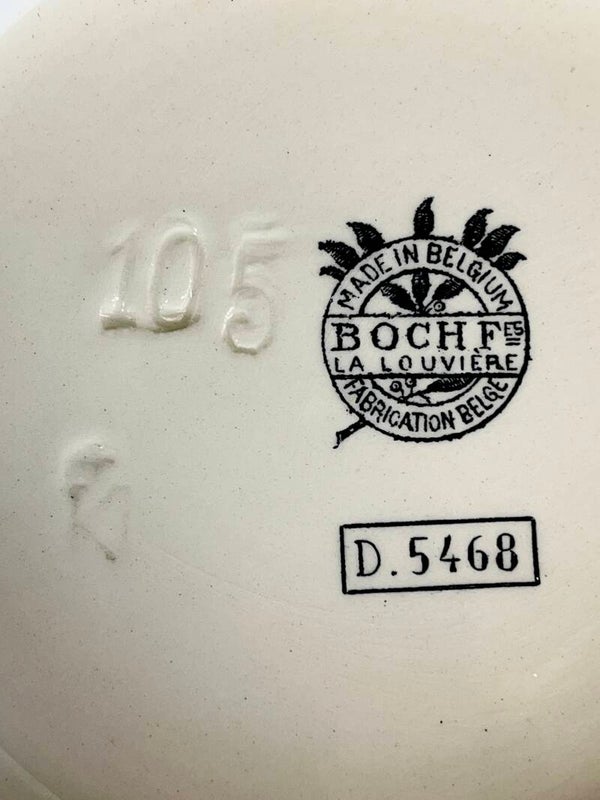 105
MADE IN BELGIUM
BOCH Fes
LA LOUVIÈRE
FABRICATION BELGE
D.5468